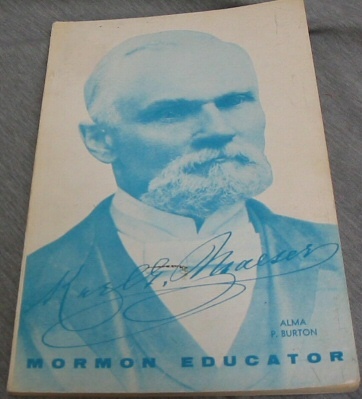 Karl G. Maeser
ALMA
P. BURTON
MORMON EDUCATOR